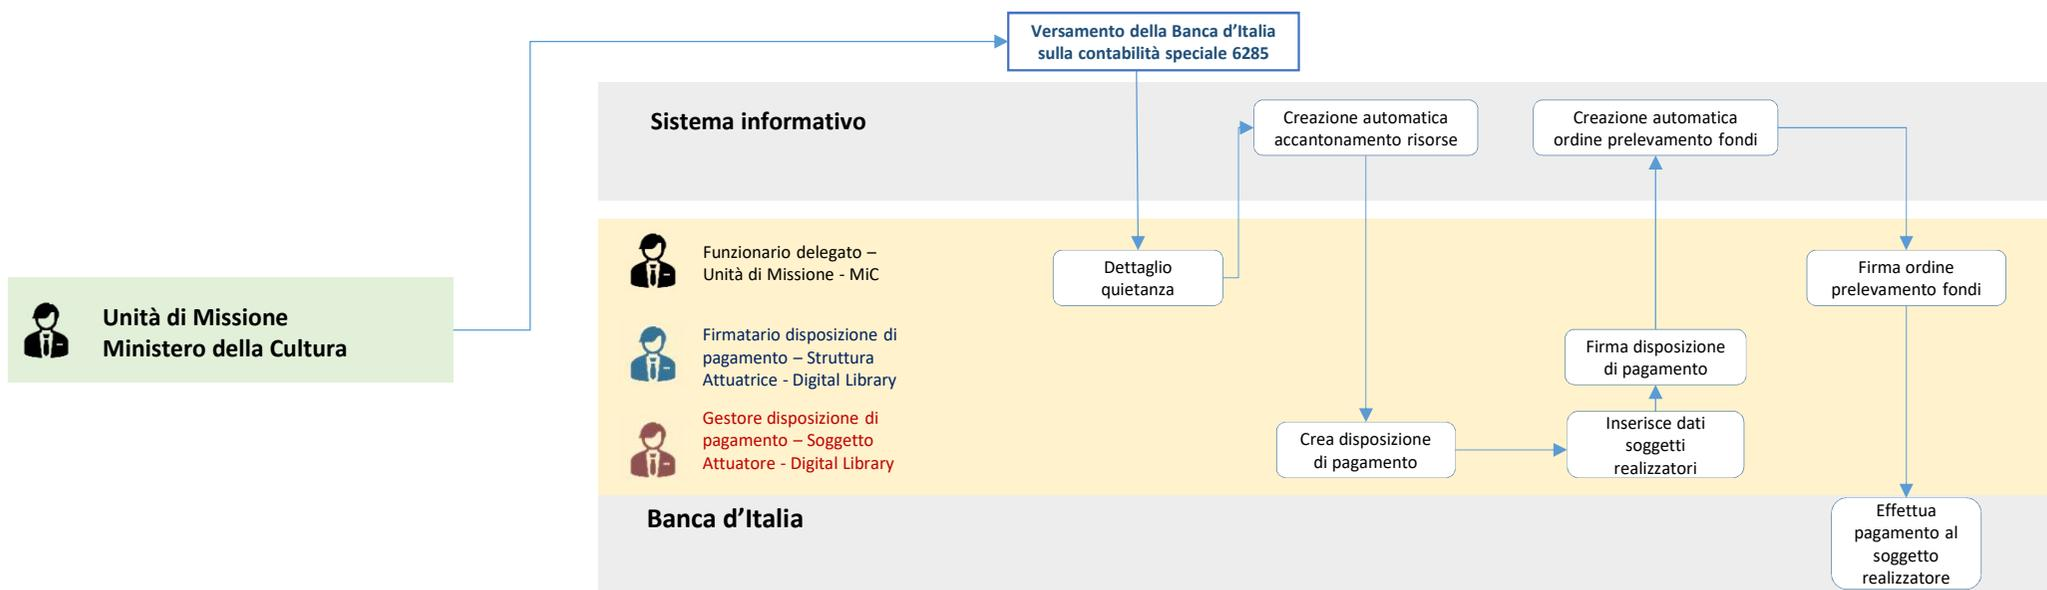 Versamento della Banca d’Italia
sulla contabilità speciale 6285
Sistema informativo
Creazione automatica
accantonamento risorse
Creazione automatica
ordine prelevamento fondi
Funzionario delegato –
Unità di Missione - MiC
Dettaglio
quietanza
Firma ordine
prelevamento fondi
Unità di Missione
Ministero della Cultura
Firmatario disposizione di
pagamento – Struttura
Attuatrice - Digital Library
Firma disposizione
di pagamento
Gestore disposizione di
pagamento – Soggetto
Attuatore - Digital Library
Crea disposizione
di pagamento
Inserisce dati
soggetti
realizzatori
Banca d’Italia
Effettua
pagamento al
soggetto
realizzatore